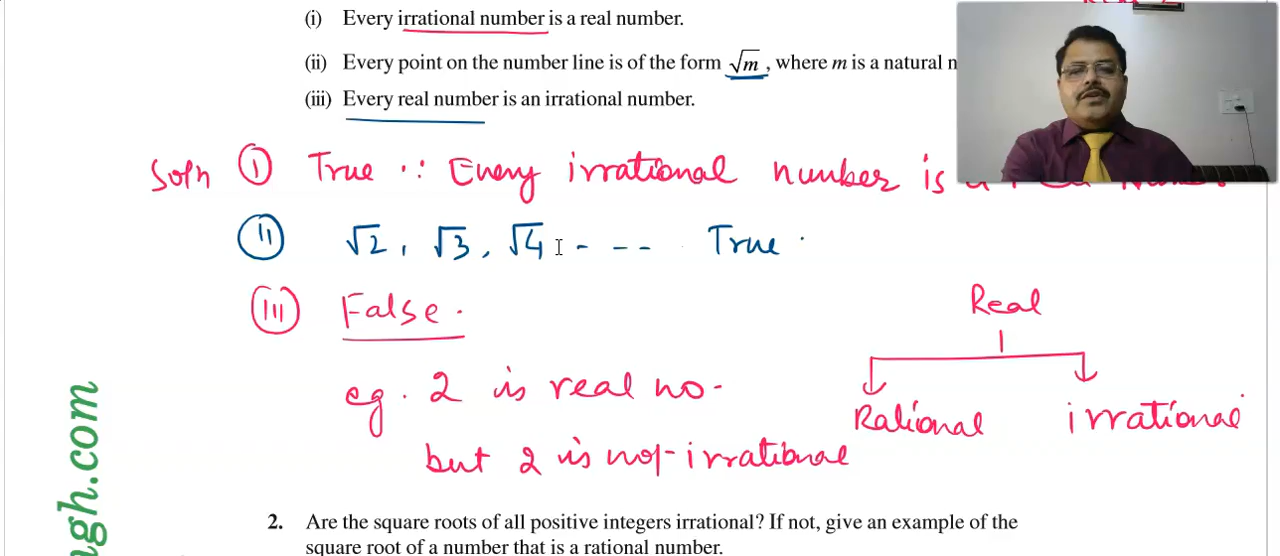 (i) Every irrational number is a real number.
(ii) Every point on the number line is of the form √m , where m is a natural n
(iii) Every real number is an irrational number.
Soln (i) True ∵ Every irrational number is a
(ii) √2, √3, √4 - -- True .
(iii) False .
Real
eg. 2 is real no-
Rational irrational
but 2 is not irrational
2. Are the square roots of all positive integers irrational? If not, give an example of the
square root of a number that is a rational number.
ngh.com